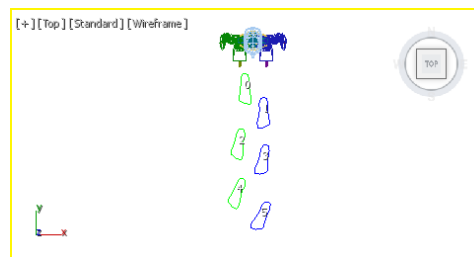 [+] [Top] [Standard] [Wireframe]
N
W TOP E
S
0
1
2
3
4
5
y
z x